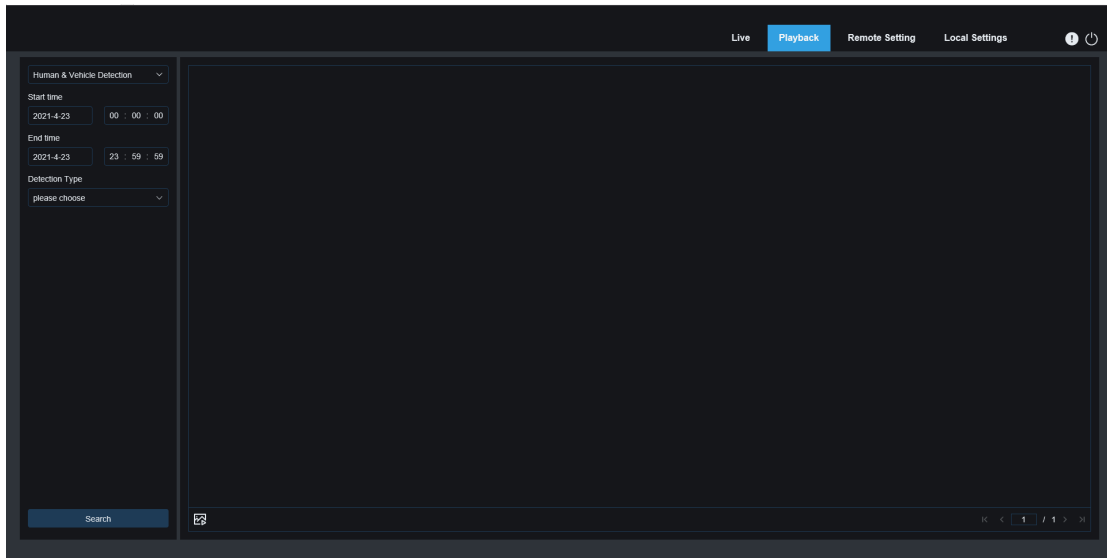 Live Playback Remote Setting Local Settings
Human & Vehicle Detection
Start time
2021-4-23 00 : 00 : 00
End time
2021-4-23 23 : 59 : 59
Detection Type
please choose
Search
1 / 1